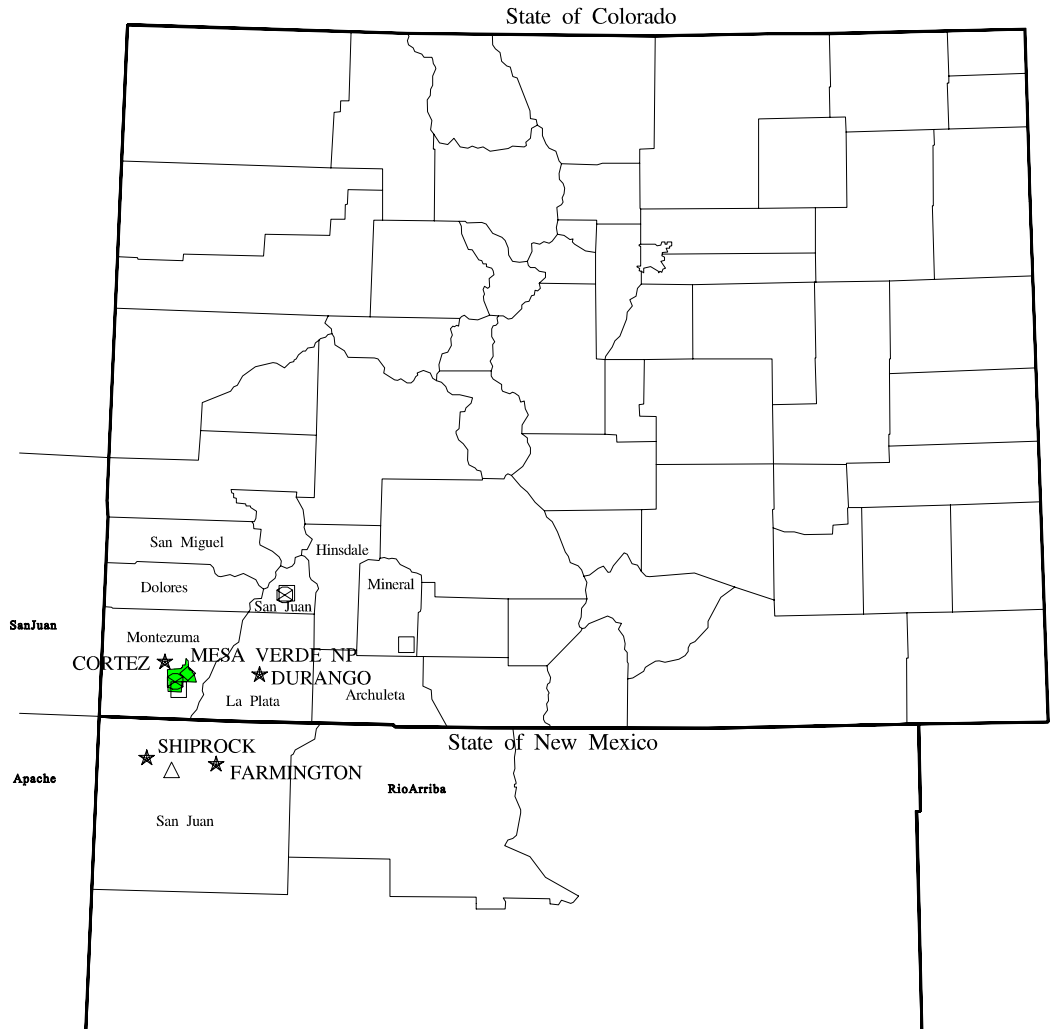 State of Colorado
San Miguel
Hinsdale
Dolores
Mineral
San Juan
SanJuan
Montezuma
CORTEZ
MESA VERDE NP
DURANGO
La Plata
Archuleta
State of New Mexico
SHIPROCK
FARMINGTON
Apache
RioArriba
San Juan